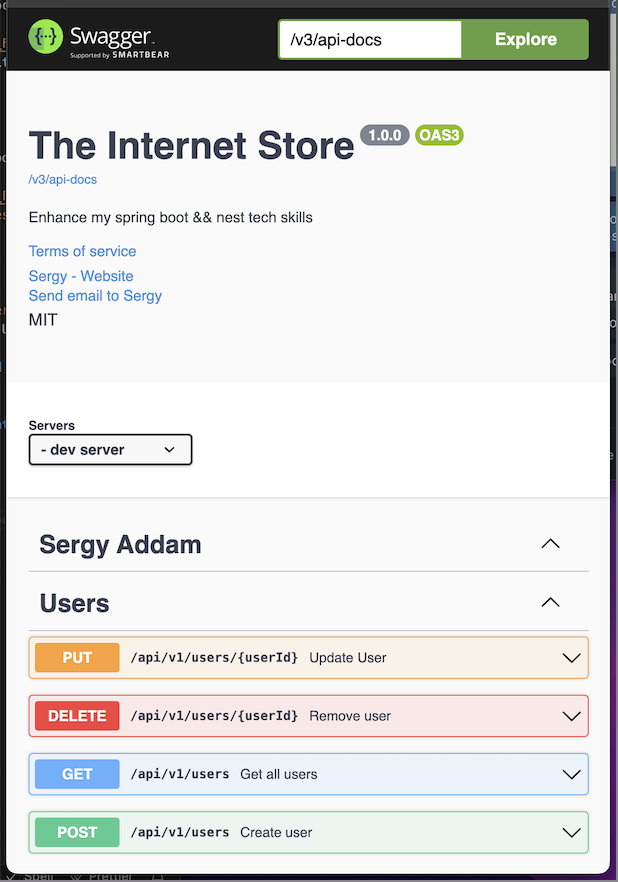 Swagger
Supported by SMARTBEAR
/v3/api-docs
Explore
The Internet Store 1.0.0 OAS3
/v3/api-docs
Enhance my spring boot && nest tech skills
Terms of service
Sergy - Website
Send email to Sergy
MIT
Servers
- dev server
Sergy Addam
Users
PUT /api/v1/users/{userId} Update User
DELETE /api/v1/users/{userId} Remove user
GET /api/v1/users Get all users
POST /api/v1/users Create user
Spell Prettier